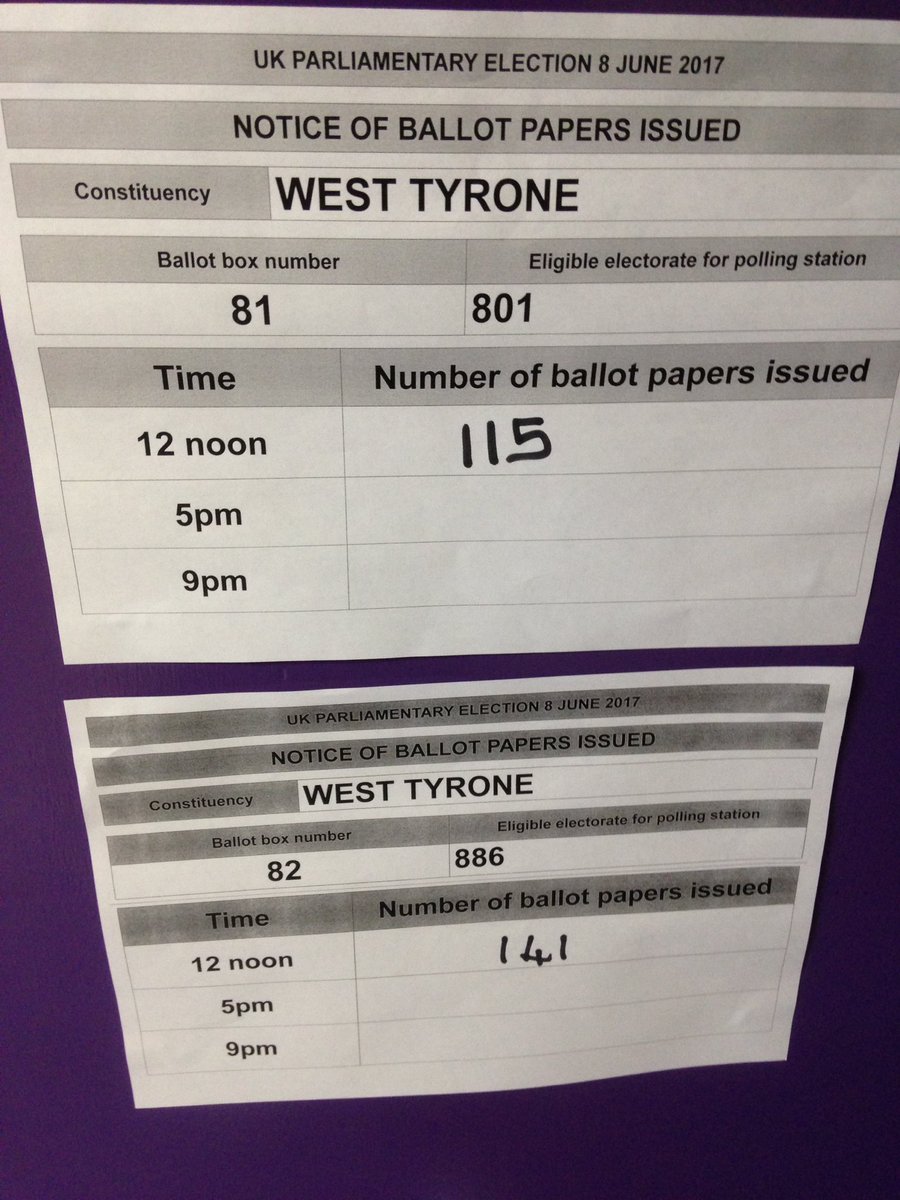 UK PARLIAMENTARY ELECTION 8 JUNE 2017
NOTICE OF BALLOT PAPERS ISSUED
Constituency WEST TYRONE
Ballot box number Eligible electorate for polling station
81 801
Time Number of ballot papers issued
12 noon 115
5pm
9pm
UK PARLIAMENTARY ELECTION 8 JUNE 2017
NOTICE OF BALLOT PAPERS ISSUED
Constituency WEST TYRONE
Ballot box number Eligible electorate for polling station
82 886
Time Number of ballot papers issued
12 noon 141
5pm
9pm